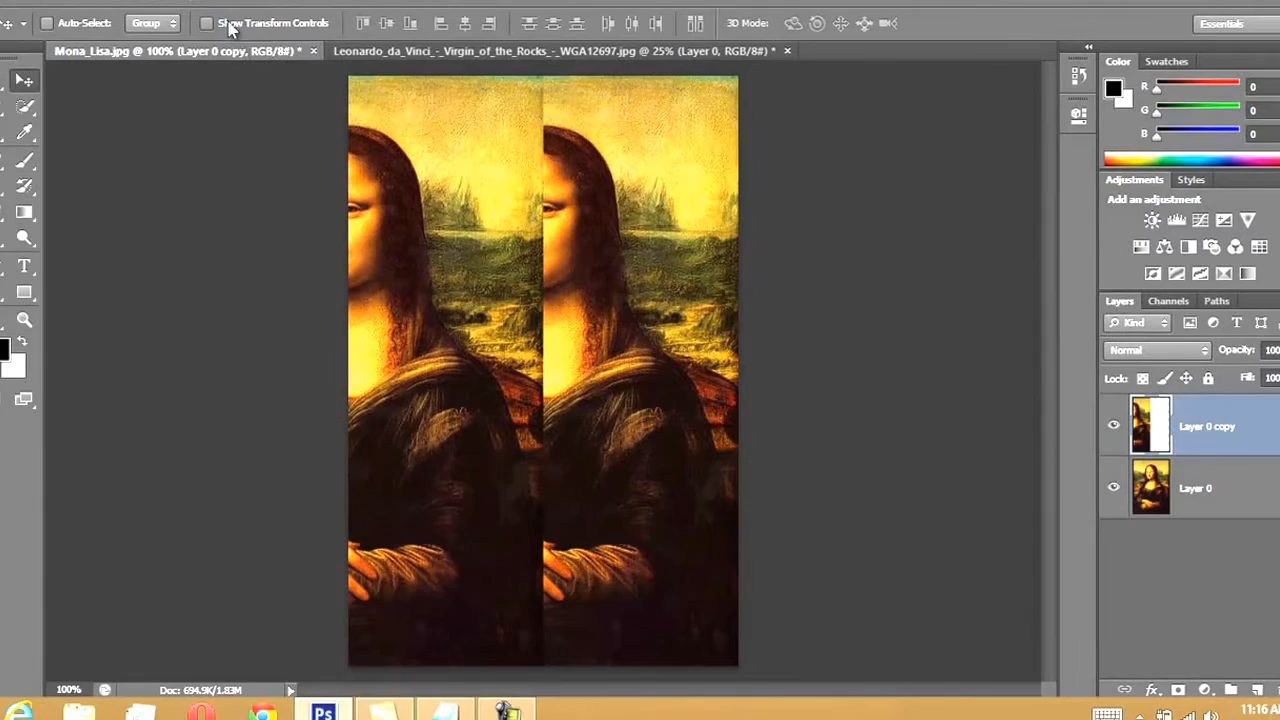 Auto-Select: Group Show Transform Controls 3D Mode: Essentials
Mona_Lisa.jpg @ 100% (Layer 0 copy, RGB/8#) * × Leonardo_da_Vinci_-_Virgin_of_the_Rocks_-_WGA12697.jpg @ 25% (Layer 0, RGB/8#) * ×
Color Swatches
R 0
G 0
B 0
Adjustments Styles
Add an adjustment
Layers Channels Paths
Kind
Normal Opacity: 100
Lock: Fill: 100
Layer 0 copy
Layer 0
100% Doc: 694.9K/1.83M
fx
Ps
11:16 AM